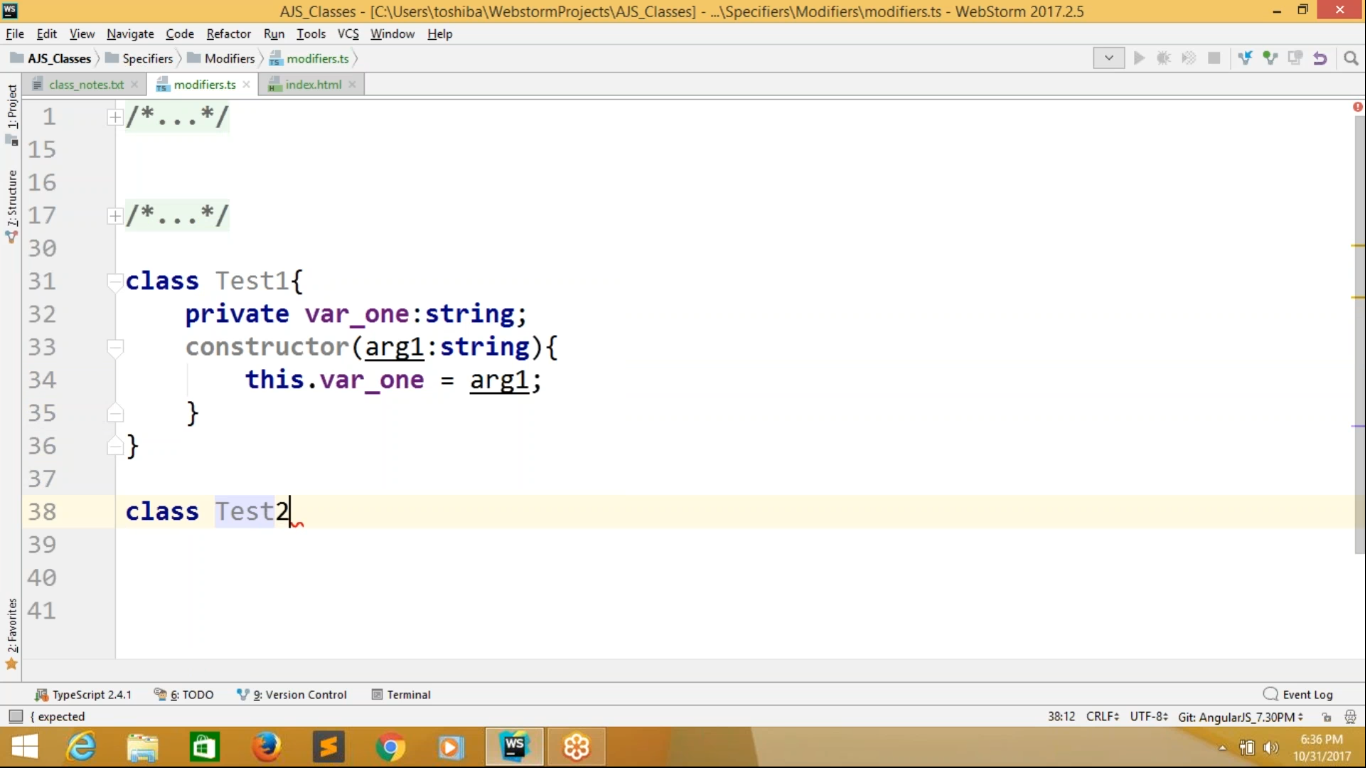 WS
AJS_Classes - [C:\Users\toshiba\WebstormProjects\AJS_Classes] - ...\Specifiers\Modifiers\modifiers.ts - WebStorm 2017.2.5
File Edit View Navigate Code Refactor Run Tools VCS Window Help
AJS_Classes Specifiers Modifiers modifiers.ts
class_notes.txt modifiers.ts index.html
1: Project
7: Structure
2: Favorites
1 /*...*/
15
16
17 /*...*/
30
31 class Test1{
32 private var_one:string;
33 constructor(arg1:string){
34 this.var_one = arg1;
35 }
36 }
37
38 class Test2
39
40
41
TypeScript 2.4.1 6: TODO 9: Version Control Terminal Event Log
{ expected 38:12 CRLF UTF-8 Git: AngularJS_7.30PM
WS 6:36 PM
10/31/2017